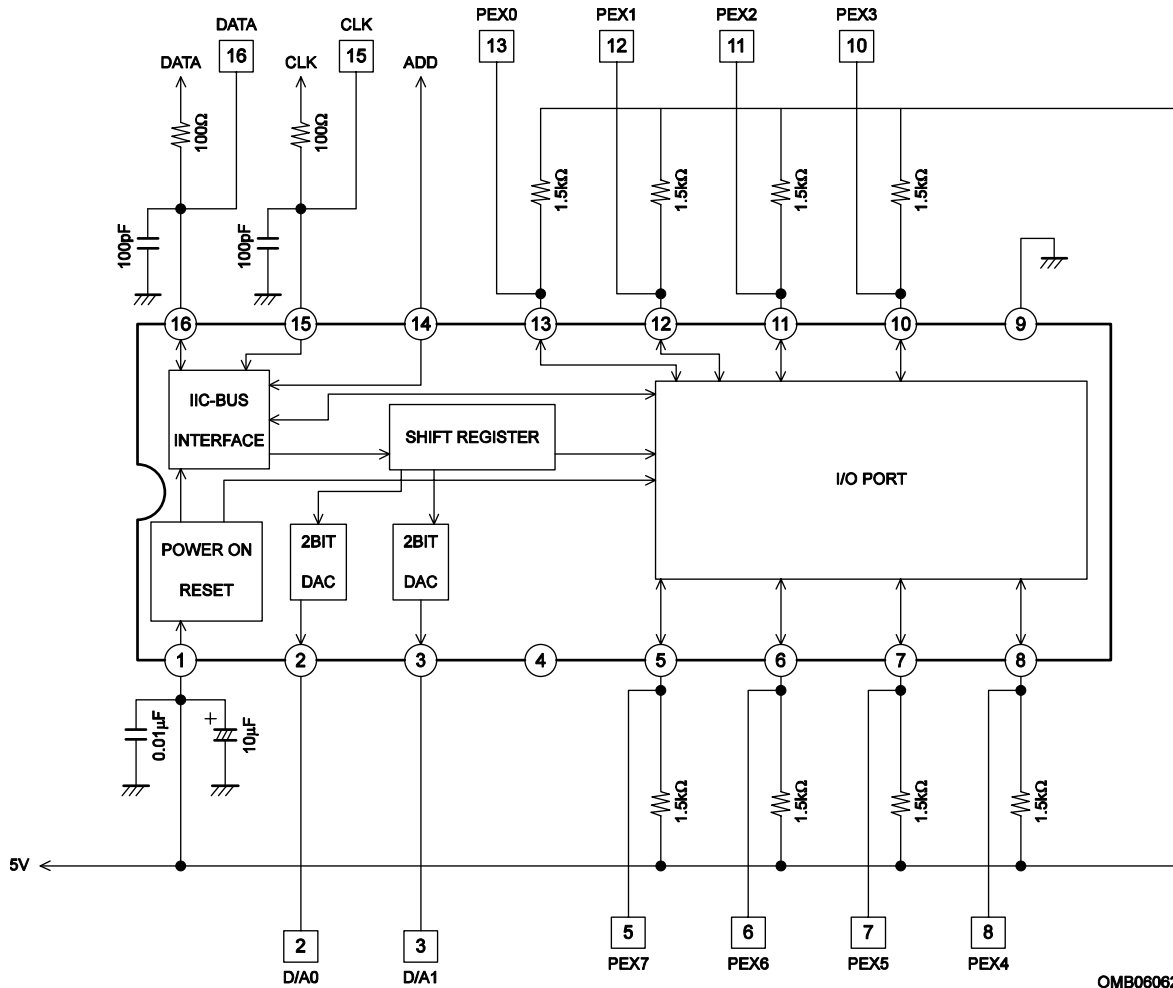 PEX0 PEX1 PEX2 PEX3
DATA CLK
13 12 11 10
16 15
DATA CLK ADD
100Ω 100Ω
1.5kΩ 1.5kΩ 1.5kΩ 1.5kΩ
100pF 100pF
16 15 14 13 12 11 10 9
IIC-BUS
INTERFACE
SHIFT REGISTER
I/O PORT
POWER ON
RESET
2BIT
DAC
2BIT
DAC
1 2 3 4 5 6 7 8
0.01μF
+
10μF
1.5kΩ 1.5kΩ 1.5kΩ 1.5kΩ
5V
2 3 5 6 7 8
D/A0 D/A1 PEX7 PEX6 PEX5 PEX4
OMB06062